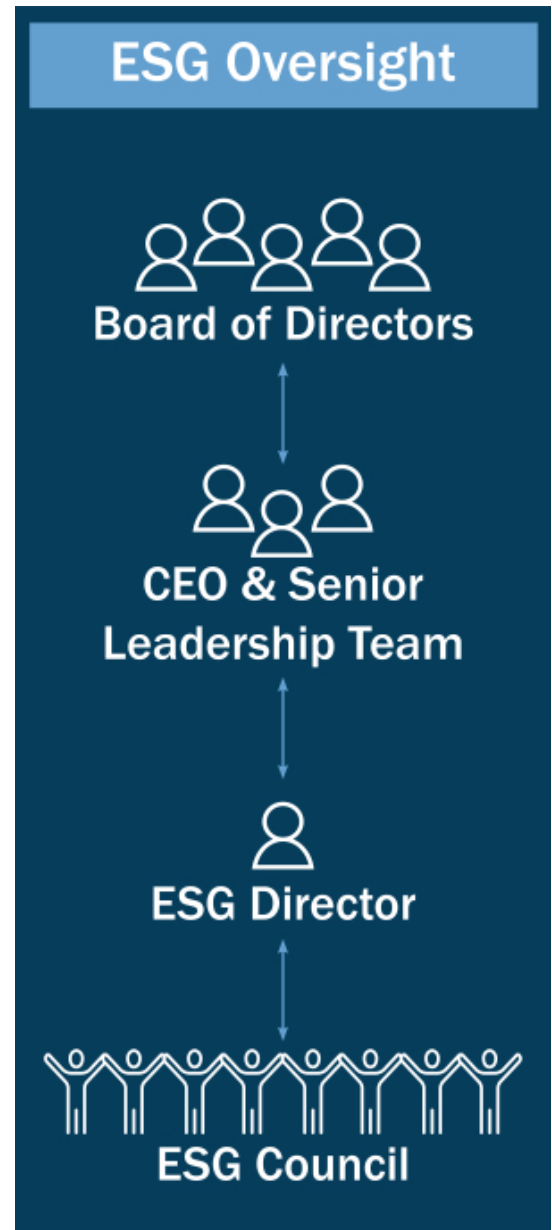 ESG Oversight
Board of Directors
CEO & Senior
Leadership Team
ESG Director
ESG Council